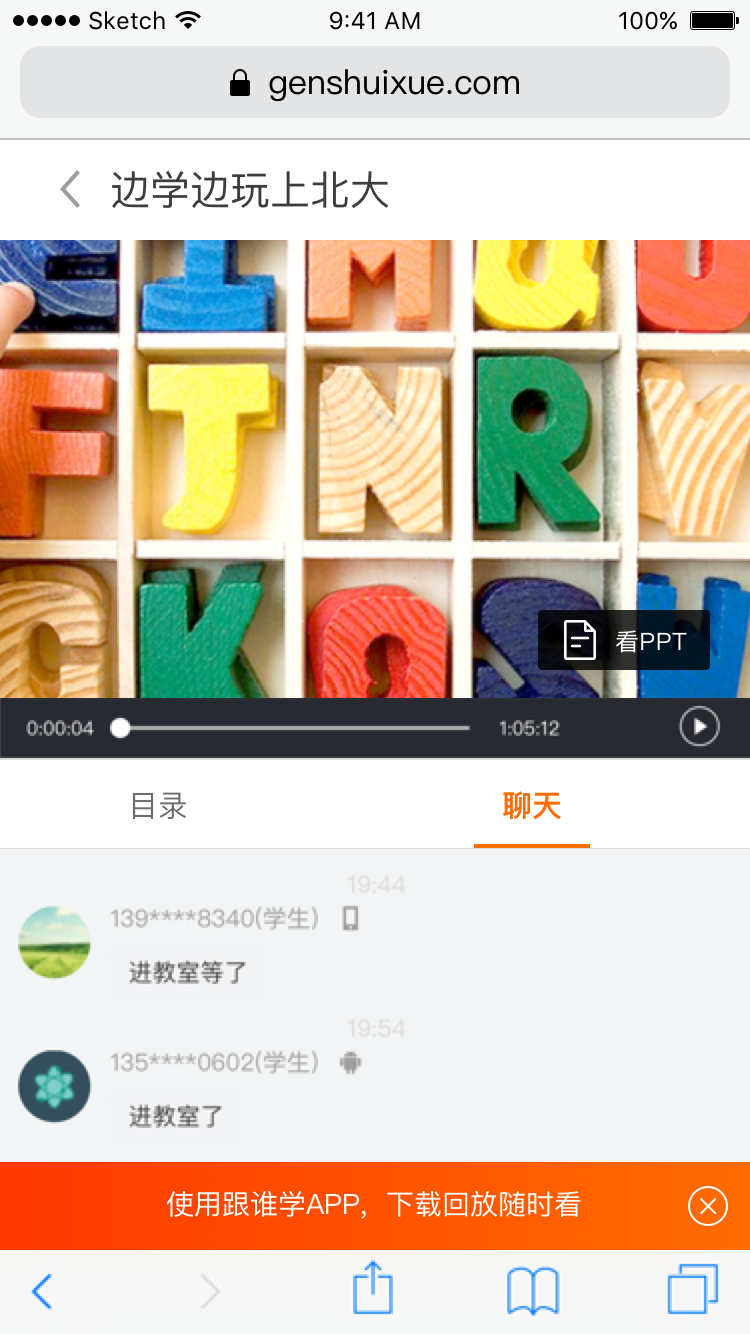 Sketch 9:41 AM 100%
genshuixue.com
边学边玩上北大
I M
F J N R Y
K
看PPT
0:00:04 1:05:12
目录 聊天
19:44
139****8340(学生)
进教室等了
19:54
135****0602(学生)
进教室了
使用跟谁学APP，下载回放随时看